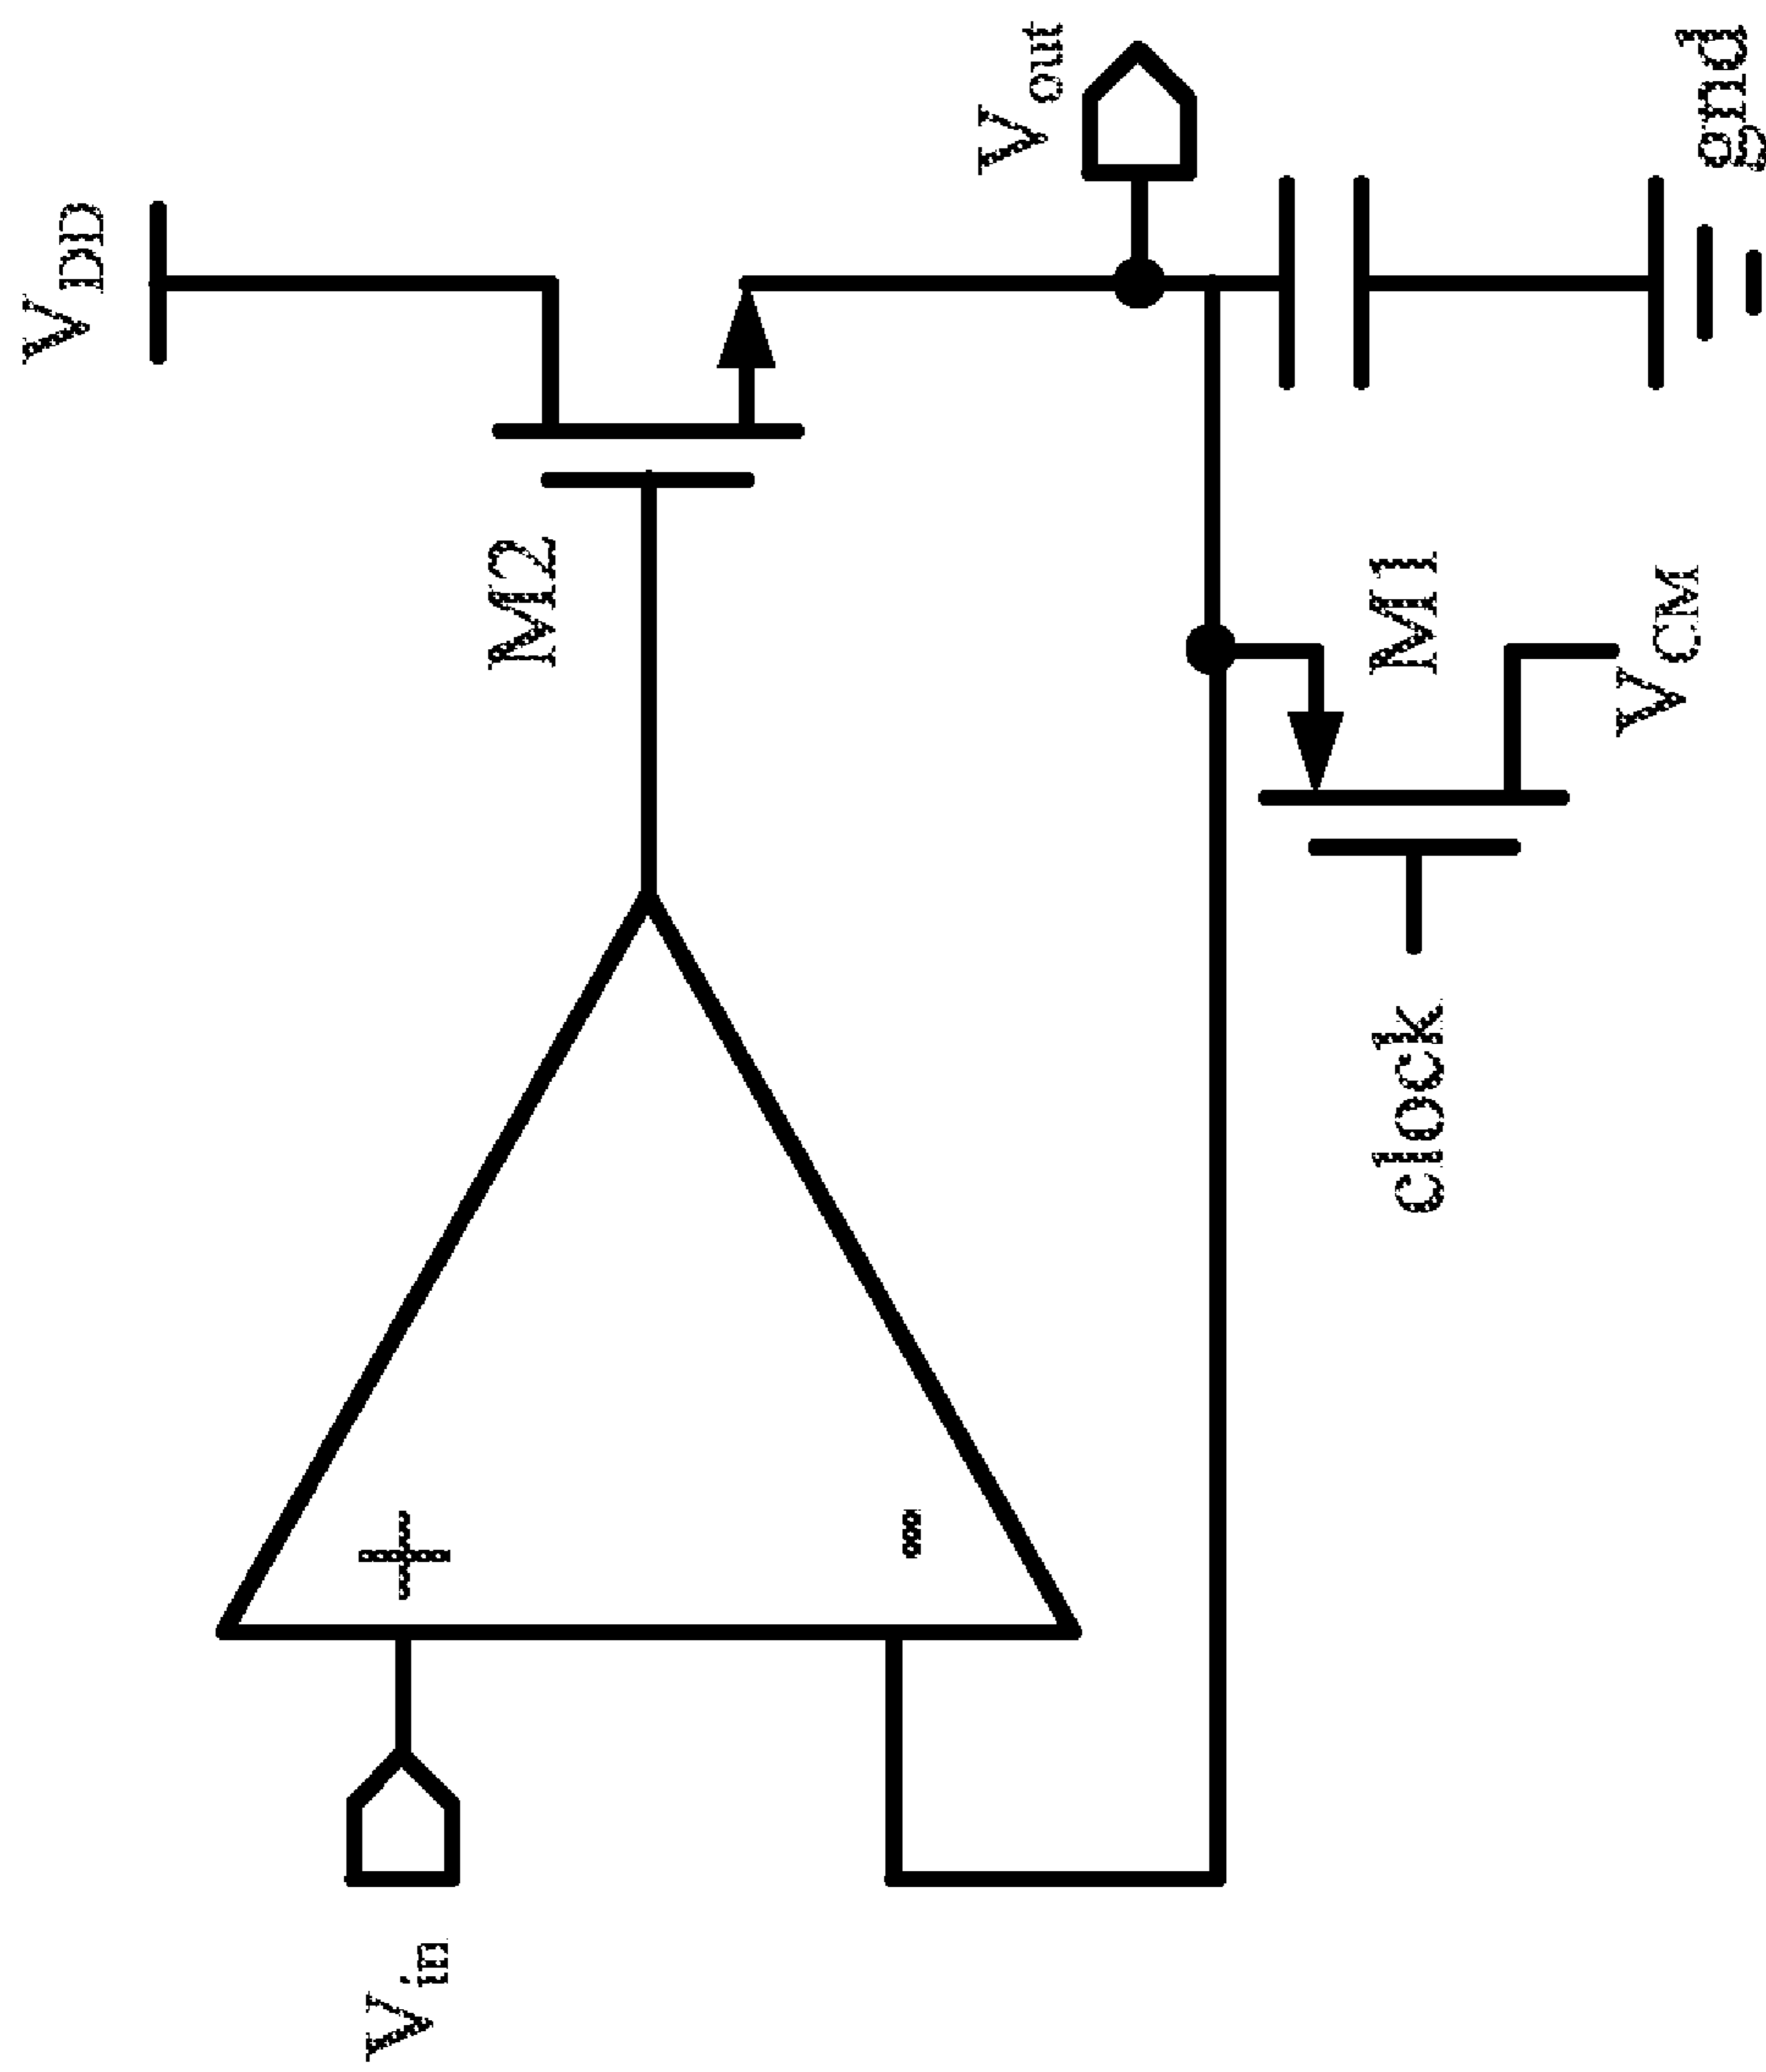 V_DD
M2
V_out
V_in
+
-
M1
clock
V_CM
gnd